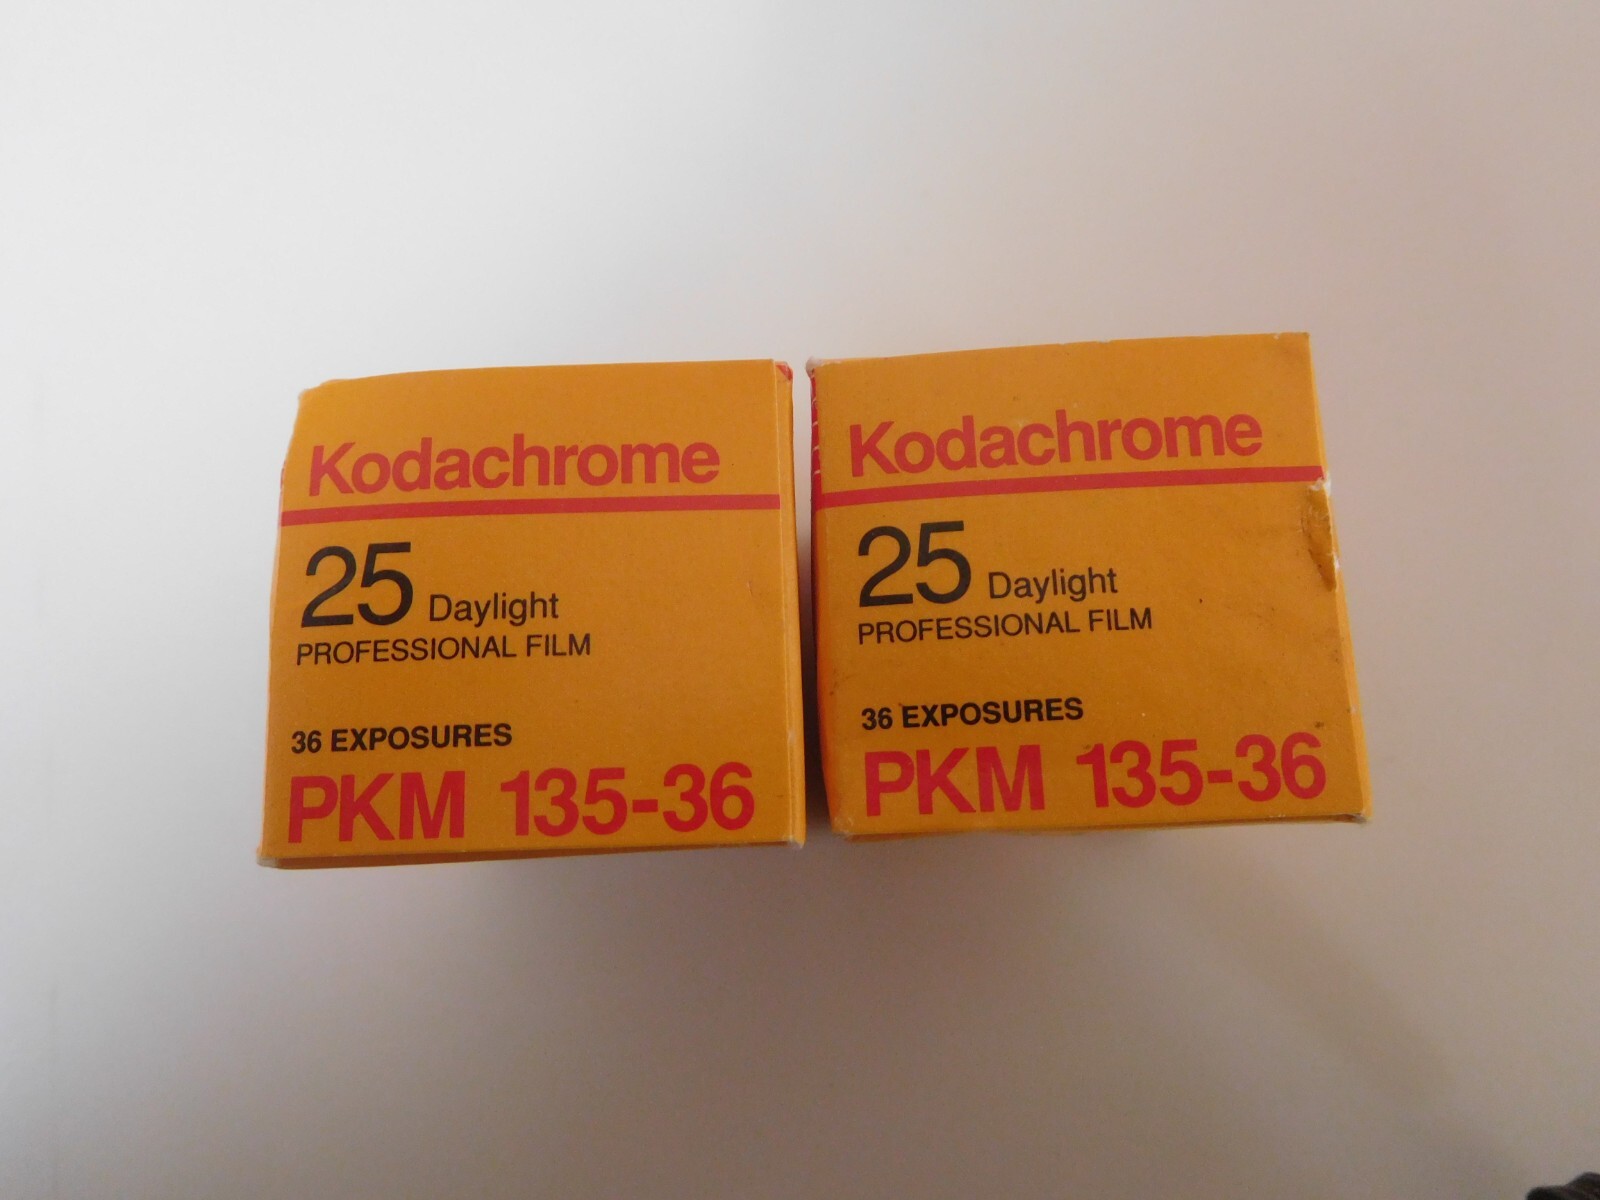 Kodachrome
25 Daylight
PROFESSIONAL FILM
36 EXPOSURES
PKM 135-36
Kodachrome
25 Daylight
PROFESSIONAL FILM
36 EXPOSURES
PKM 135-36